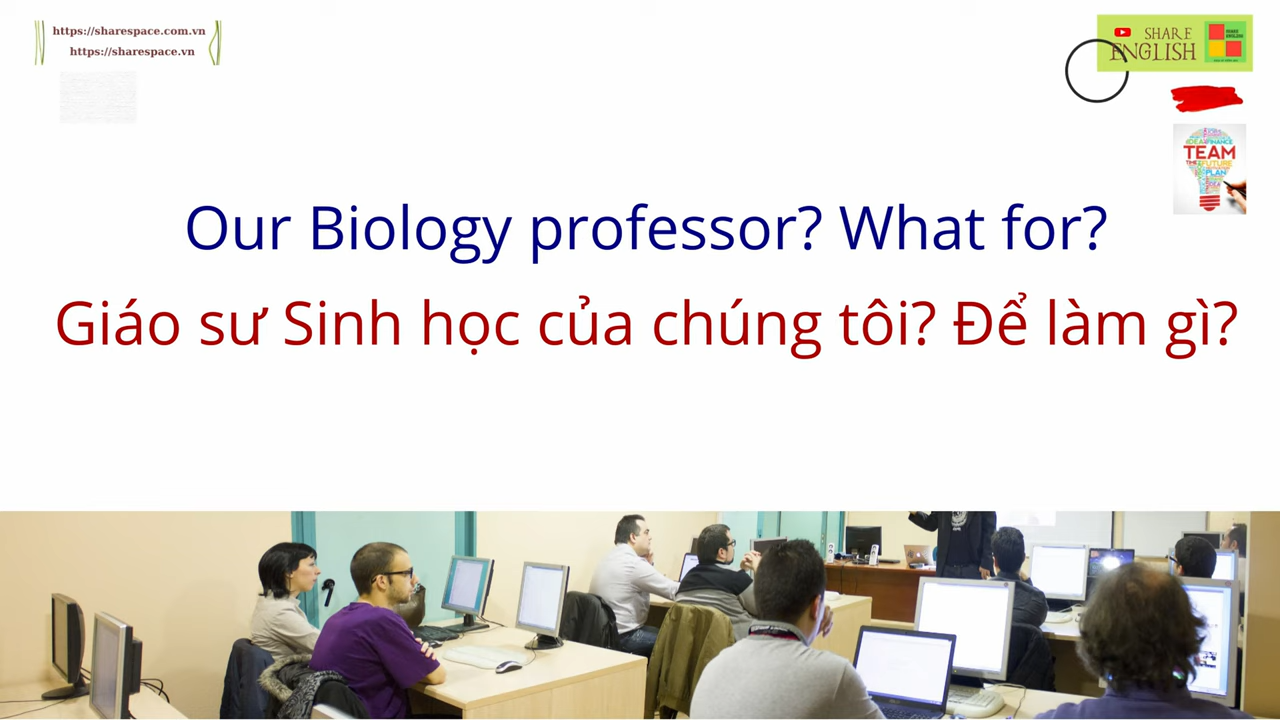 https://sharespace.com.vn
https://sharespace.vn
SHARE
ENGLISH
TEAM
PLAN
Our Biology professor? What for?
Giáo sư Sinh học của chúng tôi? Để làm gì?